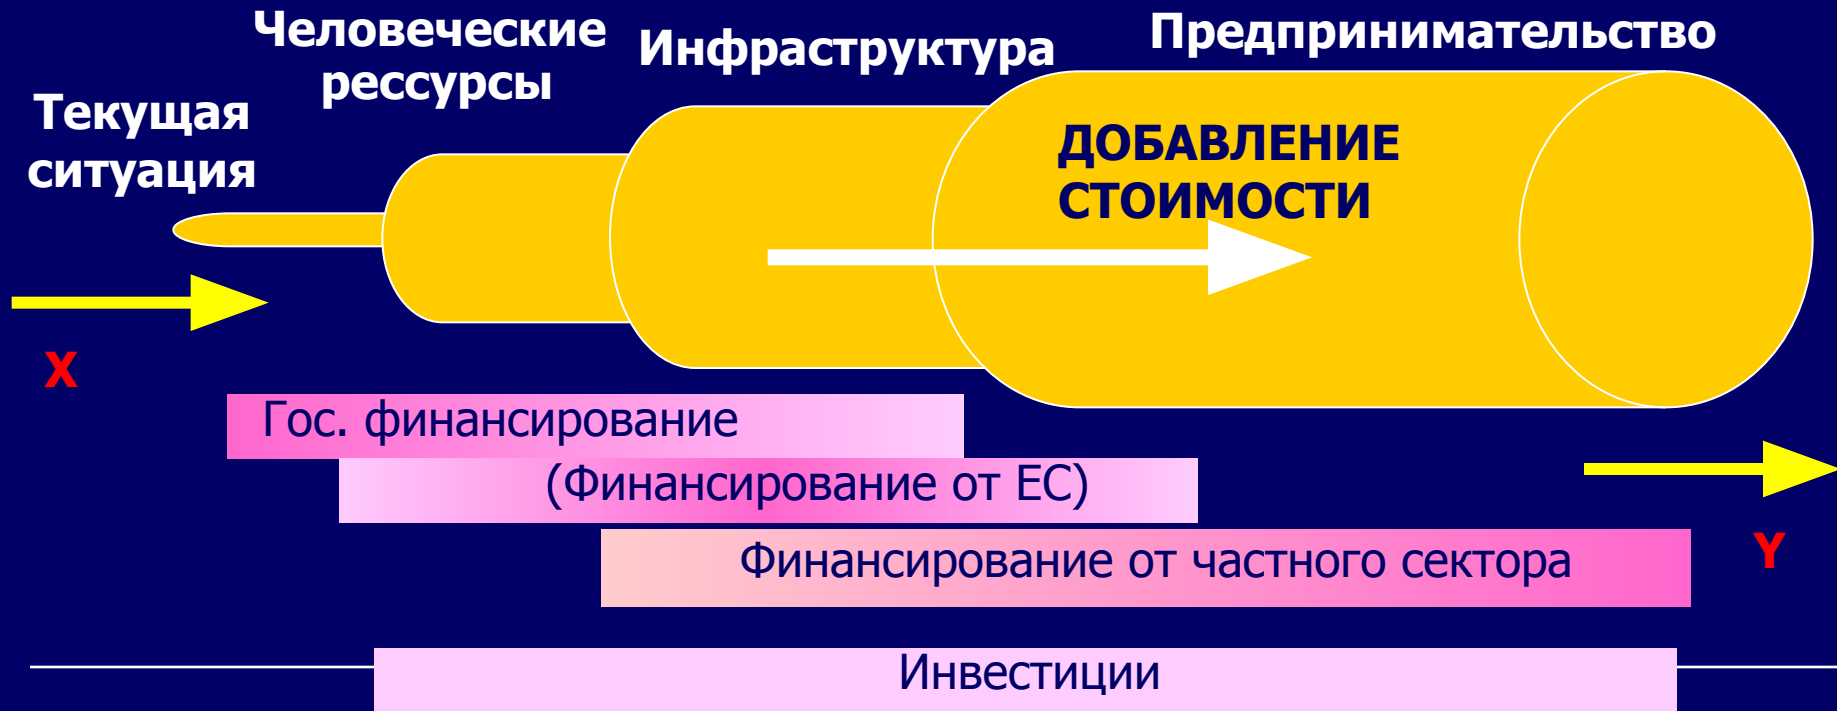 Человеческие
рессурсы
Инфраструктура
Предпринимательство
Текущая
ситуация
ДОБАВЛЕНИЕ
СТОИМОСТИ
X
Гос. финансирование
(Финансирование от ЕС)
Финансирование от частного сектора
Y
Инвестиции